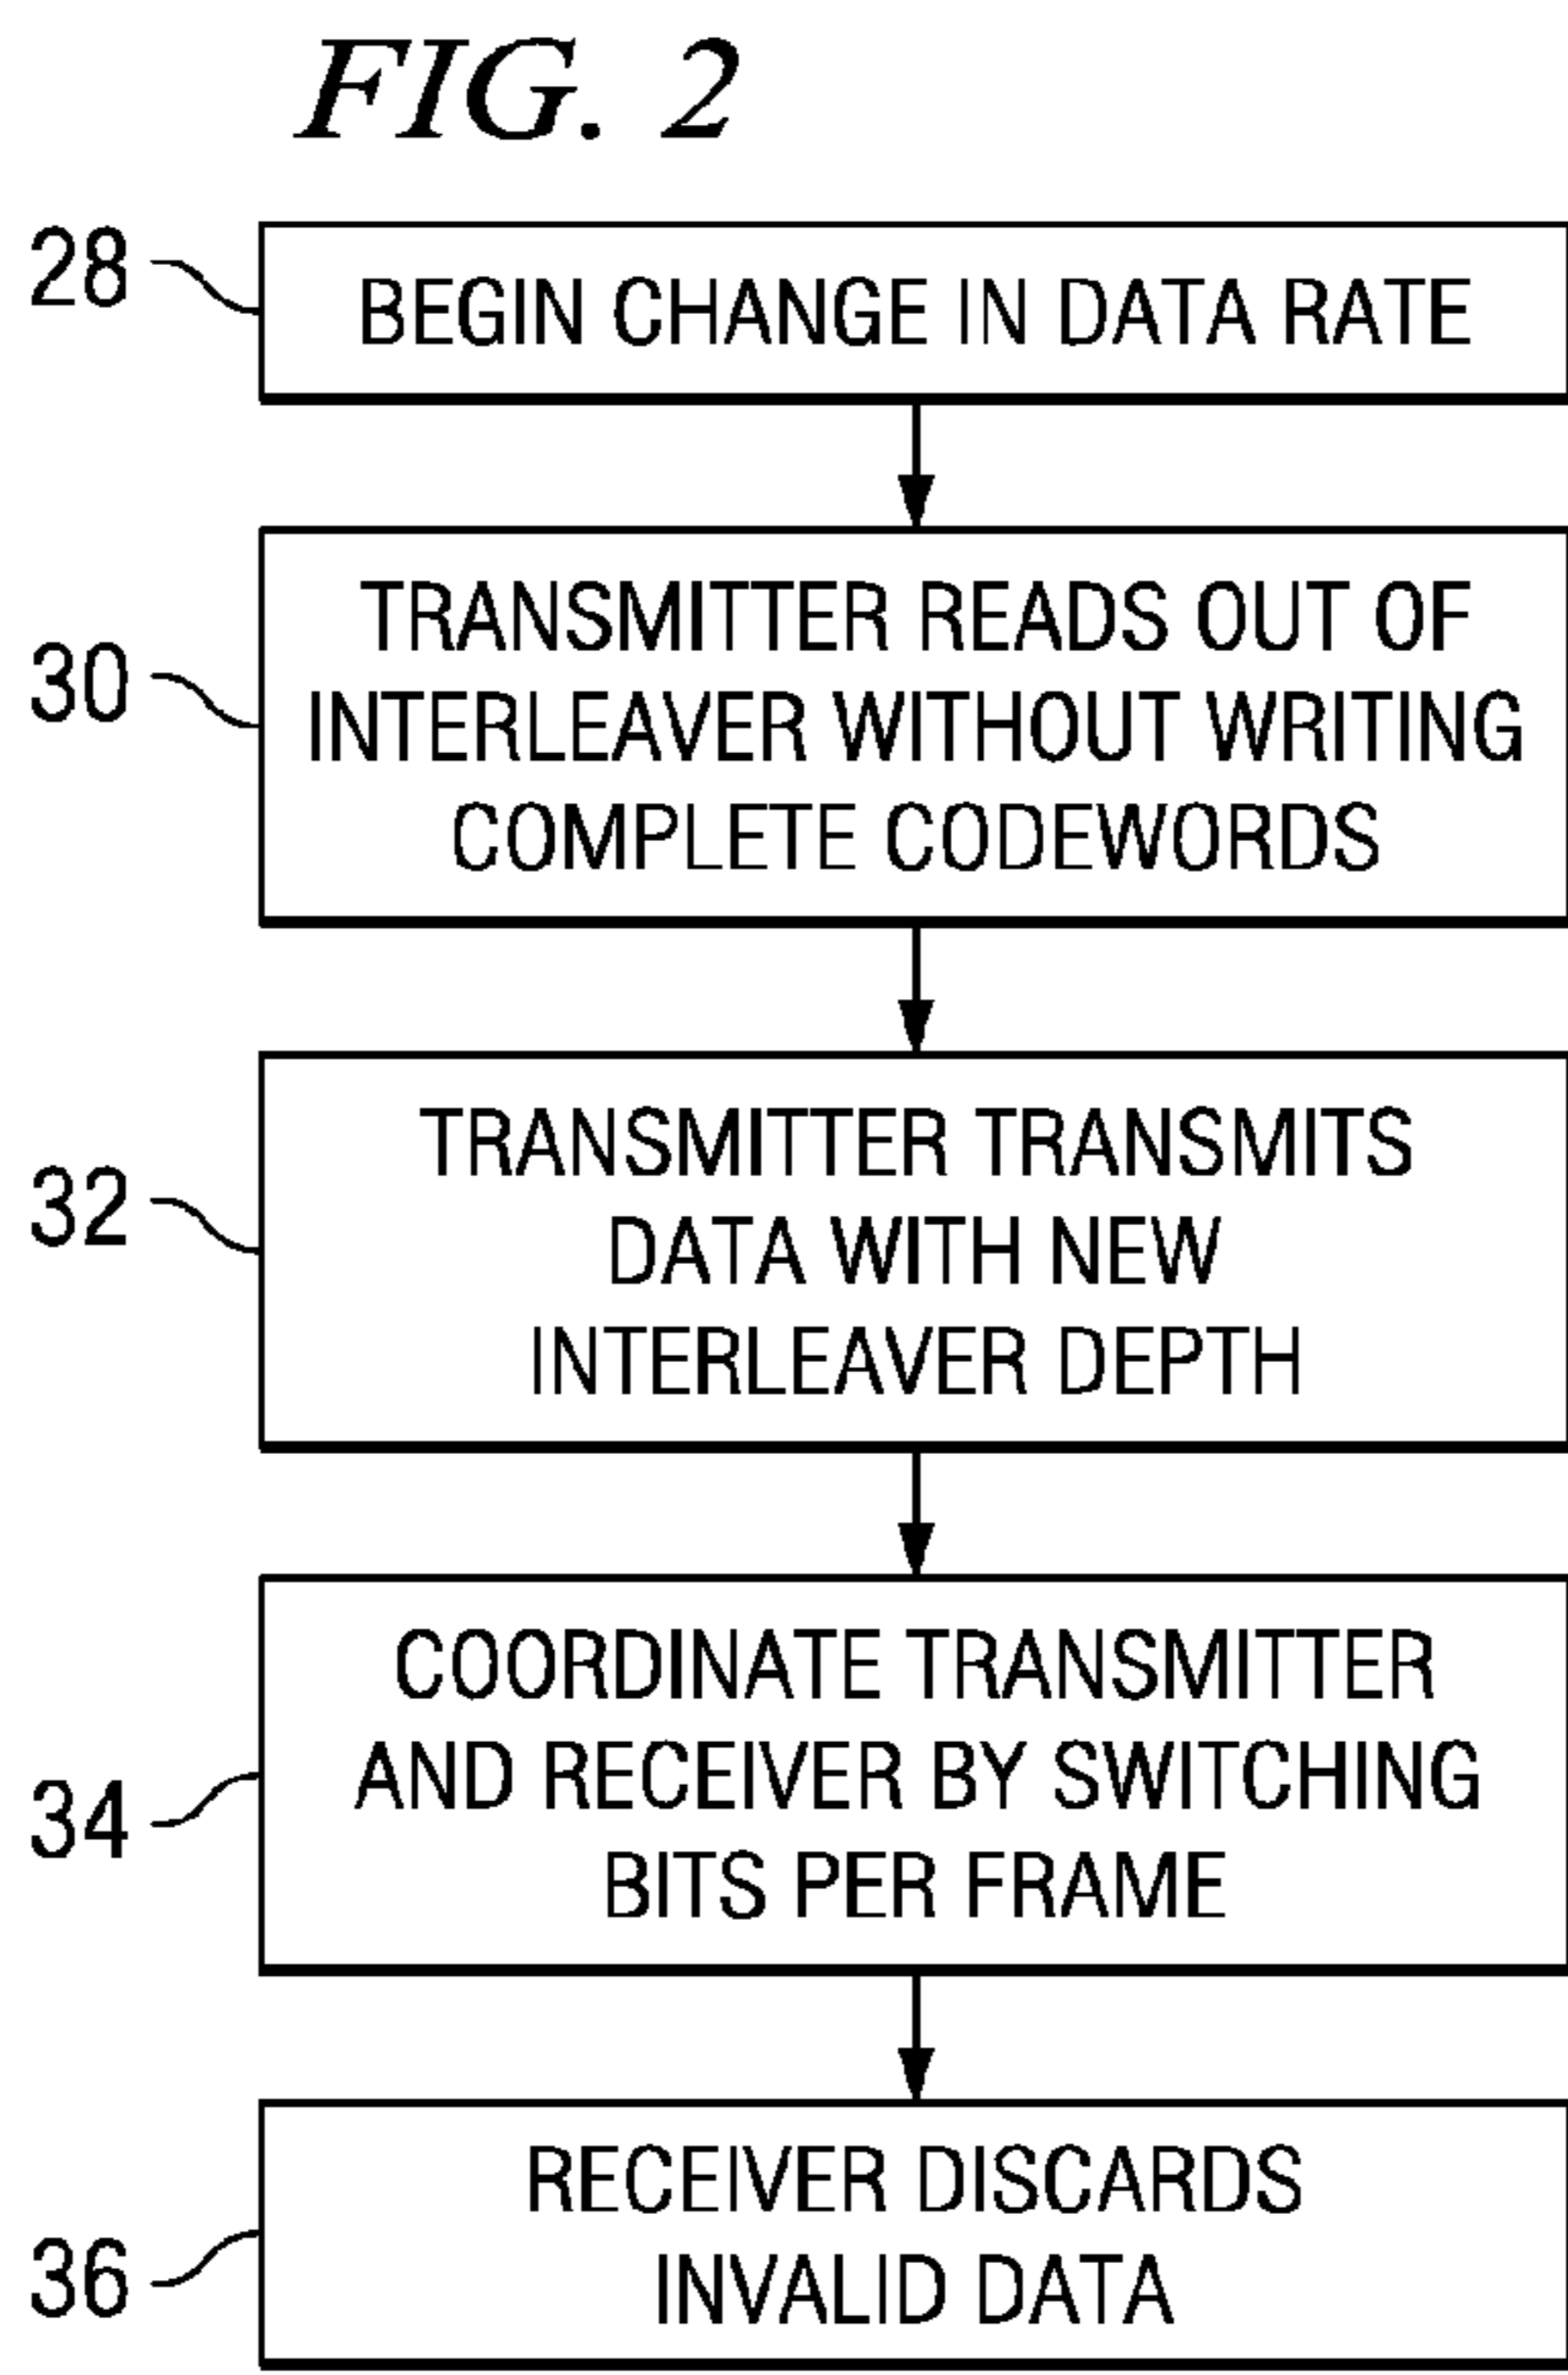 FIG. 2
28
BEGIN CHANGE IN DATA RATE
30
TRANSMITTER READS OUT OF
INTERLEAVER WITHOUT WRITING
COMPLETE CODEWORDS
32
TRANSMITTER TRANSMITS
DATA WITH NEW
INTERLEAVER DEPTH
34
COORDINATE TRANSMITTER
AND RECEIVER BY SWITCHING
BITS PER FRAME
36
RECEIVER DISCARDS
INVALID DATA